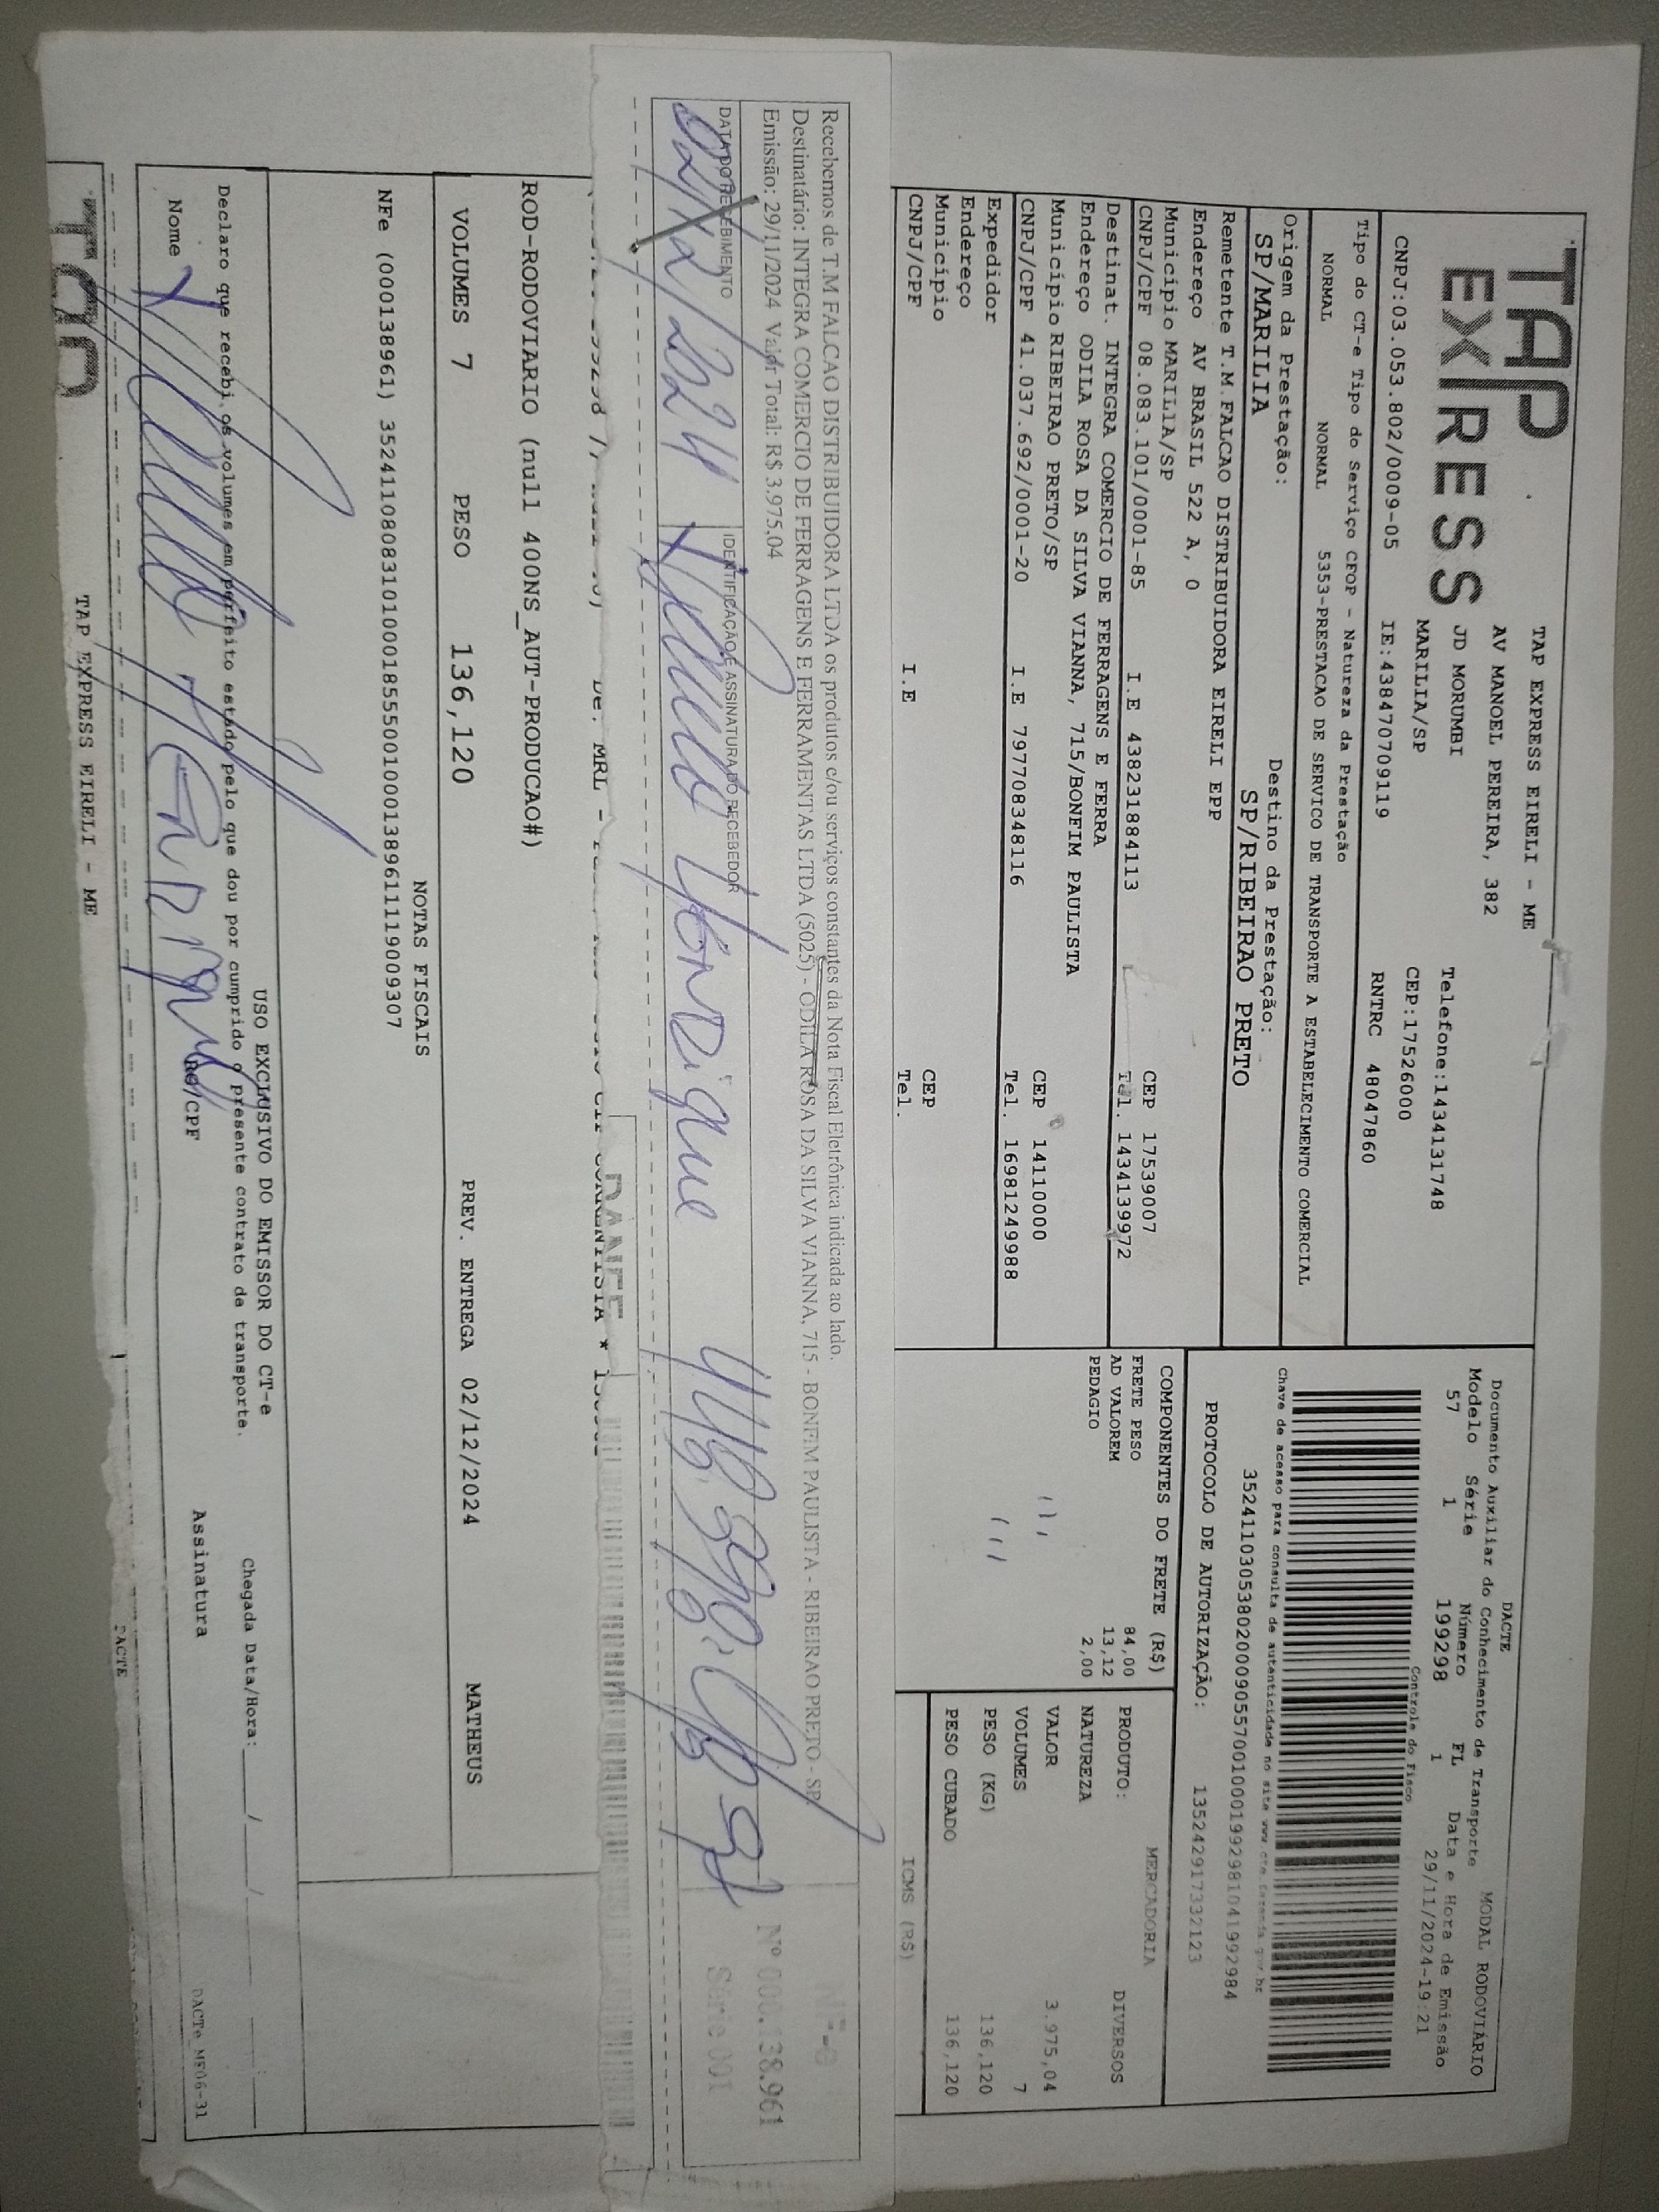 TAP
EXPRESS
TAP EXPRESS EIRELI - ME
AV MANOEL PEREIRA, 382
JD MORUMBI
MARILIA/SP
Telefone:1434131748
CEP:17526000
CNPJ:03.053.802/0009-05 IE:438470709119 RNTRC 48047860
Tipo do CT-e Tipo do Serviço CFOP - Natureza da Prestação
NORMAL NORMAL 5353-PRESTACAO DE SERVICO DE TRANSPORTE A ESTABELECIMENTO COMERCIAL
Origem da Prestação: Destino da Prestação:
SP/MARILIA SP/RIBEIRAO PRETO
Remetente T.M.FALCAO DISTRIBUIDORA EIRELI EPP
Endereço AV BRASIL 522 A, 0
Município MARILIA/SP CEP 17539007
CNPJ/CPF 08.083.101/0001-85 I.E 438231884113 Tel. 1434139972
Destinat. INTEGRA COMERCIO DE FERRAGENS E FERRA
Endereço ODILA ROSA DA SILVA VIANNA, 715/BONFIM PAULISTA
Município RIBEIRAO PRETO/SP CEP 14110000
CNPJ/CPF 41.037.692/0001-20 I.E 797708348116 Tel. 16981249988
Expedidor
Endereço
Município CEP
CNPJ/CPF I.E Tel.
DACTE MODAL RODOVIÁRIO
Documento Auxiliar do Conhecimento de Transporte
Modelo Série Número FL Data e Hora de Emissão
57 1 199298 1 29/11/2024-19:21
Controle do Fisco
Chave de acesso para consulta de autenticidade no site www.cte.fazenda.gov.br
35241103053802000905570010001992981041992984
PROTOCOLO DE AUTORIZAÇÃO: 135242917332123
COMPONENTES DO FRETE (R$)
FRETE PESO 84,00
AD VALOREM 13,12
PEDAGIO 2,00
MERCADORIA
PRODUTO: DIVERSOS
NATUREZA
VALOR 3.975,04
VOLUMES 7
PESO (KG) 136,120
PESO CUBADO 136,120
ICMS (R$)
Recebemos de T.M FALCAO DISTRIBUIDORA LTDA os produtos e/ou serviços constantes da Nota Fiscal Eletrônica indicada ao lado.
Destinatário: INTEGRA COMERCIO DE FERRAGENS E FERRAMENTAS LTDA (5025) - ODILA ROSA DA SILVA VIANNA, 715 - BONFIM PAULISTA - RIBEIRAO PRETO - SP.
Emissão: 29/11/2024 Valor Total: R$ 3.975,04
DATA DO RECEBIMENTO IDENTIFICAÇÃO E ASSINATURA DO RECEBEDOR
NF-e
Nº 000.138.961
Série 001
DANFE
De: MRL -
ROD-RODOVIARIO (null 400NS_AUT-PRODUCAO#)
VOLUMES 7 PESO 136,120 PREV. ENTREGA 02/12/2024 MATHEUS
NOTAS FISCAIS
NFe (000138961) 35241108083101000185550010001389611119009307
USO EXCLUSIVO DO EMISSOR DO CT-e
Declaro que recebi os volumes em perfeito estado pelo que dou por cumprido o presente contrato de transporte. Chegada Data/Hora:____/____/____ ____:____
Nome RG/CPF Assinatura
DACTe_MF06-31
TAP EXPRESS EIRELI - ME
DACTE